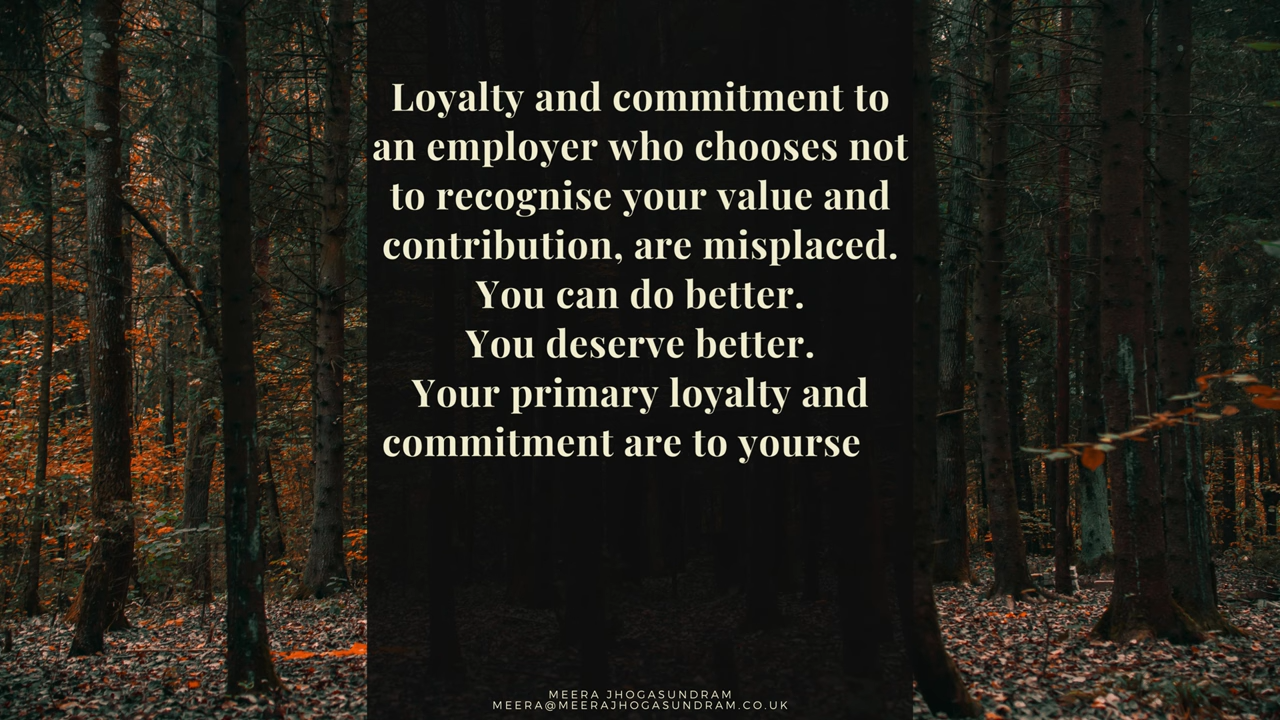 Loyalty and commitment to
an employer who chooses not
to recognise your value and
contribution, are misplaced.
You can do better.
You deserve better.
Your primary loyalty and
commitment are to yourse
MEERA JHOGASUNDRAM
MEERA@MEERAJHOGASUNDRAM.CO.UK